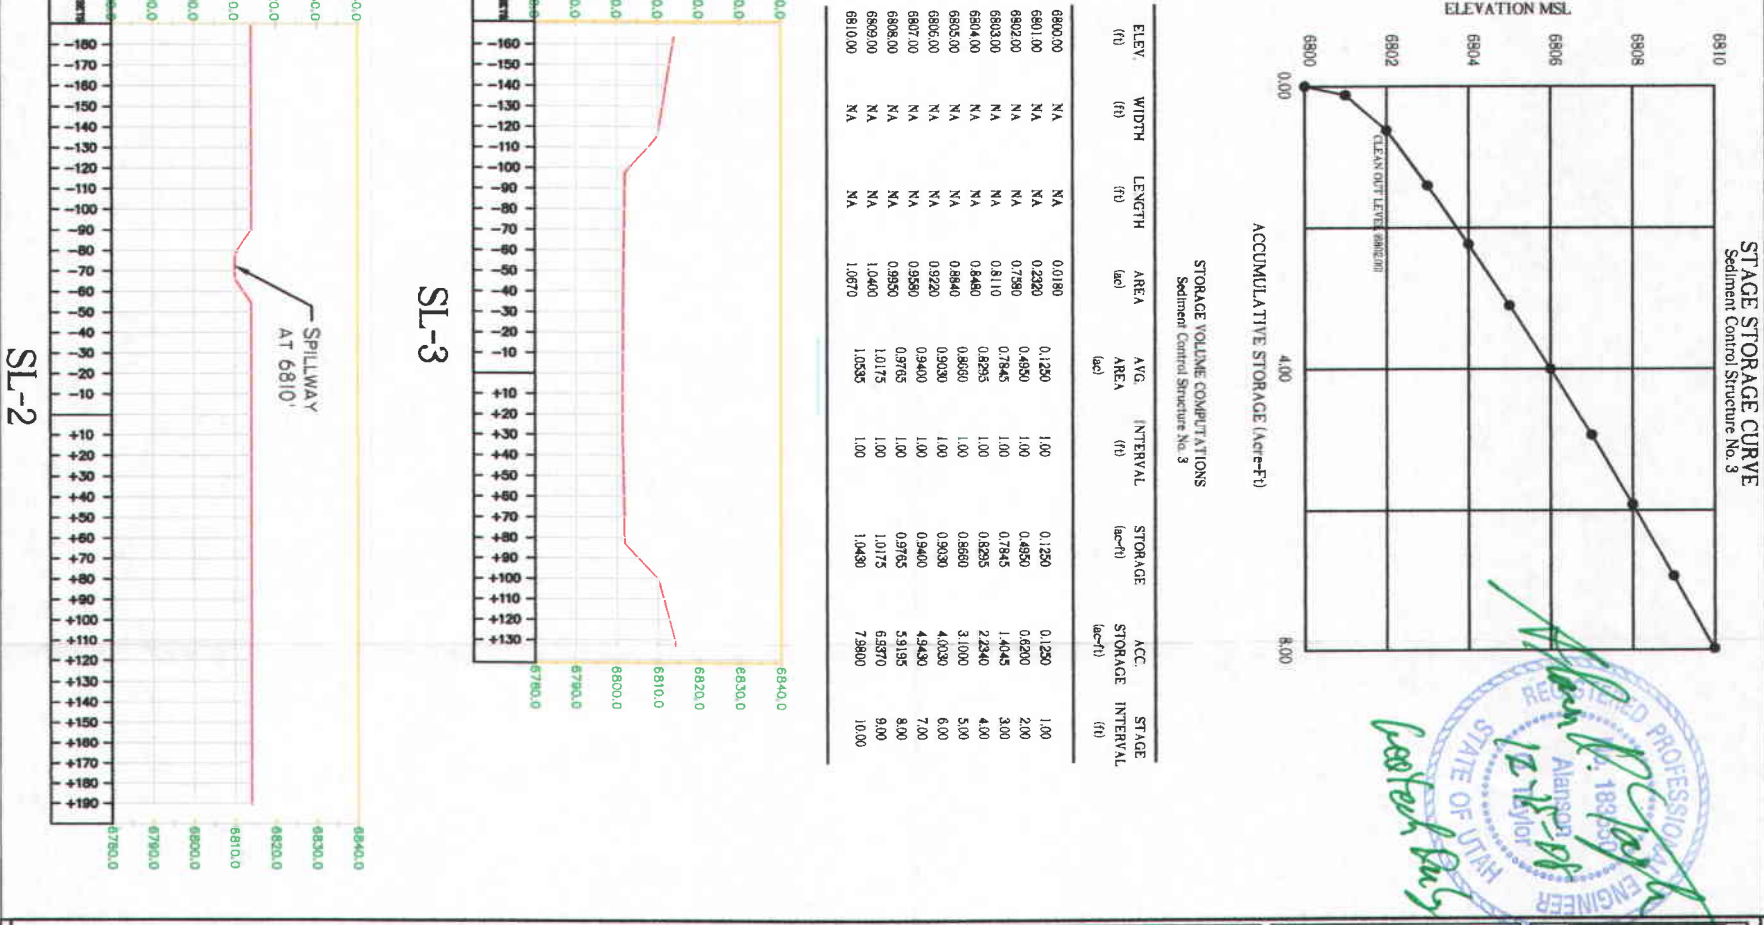 STAGE STORAGE CURVE
Sediment Control Structure No. 3
ELEVATION MSL
6810
6808
6806
6804
6802
6800
CLEAN OUT LEVEL
0.00 4.00 8.00
ACCUMULATIVE STORAGE (Acre-Ft)
REGISTERED PROFESSIONAL ENGINEER
STATE OF UTAH
Alanson
Taylor
STORAGE VOLUME COMPUTATIONS
Sediment Control Structure No. 3
ELEV. WIDTH LENGTH AREA AVG. INTERVAL STORAGE ACC. STAGE
AREA STORAGE INTERVAL
(ft) (ft) (ft) (ac) (ac) (ft) (ac-ft) (ac-ft) (ft)
6800.00 NA NA 0.0180
6801.00 NA NA 0.2320 0.1250 1.00 0.1250 0.1250 1.00
6802.00 NA NA 0.7580 0.4950 1.00 0.4950 0.6200 2.00
6803.00 NA NA 0.8110 0.7845 1.00 0.7845 1.4045 3.00
6804.00 NA NA 0.8480 0.8295 1.00 0.8295 2.2340 4.00
6805.00 NA NA 0.8840 0.8660 1.00 0.8660 3.1000 5.00
6806.00 NA NA 0.9220 0.9030 1.00 0.9030 4.0030 6.00
6807.00 NA NA 0.9580 0.9400 1.00 0.9400 4.9430 7.00
6808.00 NA NA 0.9950 0.9765 1.00 0.9765 5.9195 8.00
6809.00 NA NA 1.0400 1.0175 1.00 1.0175 6.9370 9.00
6810.00 NA NA 1.0670 1.0535 1.00 1.0430 7.9800 10.00
6840.0
6830.0
6820.0
6810.0
6800.0
6790.0
6780.0
-160 -150 -140 -130 -120 -110 -100 -90 -80 -70 -60 -50 -40 -30 -20 -10 +10 +20 +30 +40 +50 +60 +70 +80 +90 +100 +110 +120 +130
SL-3
6840.0
6830.0
6820.0
6810.0
6800.0
6790.0
6780.0
SPILLWAY
AT 6810'
-180 -170 -160 -150 -140 -130 -120 -110 -100 -90 -80 -70 -60 -50 -40 -30 -20 -10 +10 +20 +30 +40 +50 +60 +70 +80 +90 +100 +110 +120 +130 +140 +150 +160 +170 +180 +190
SL-2